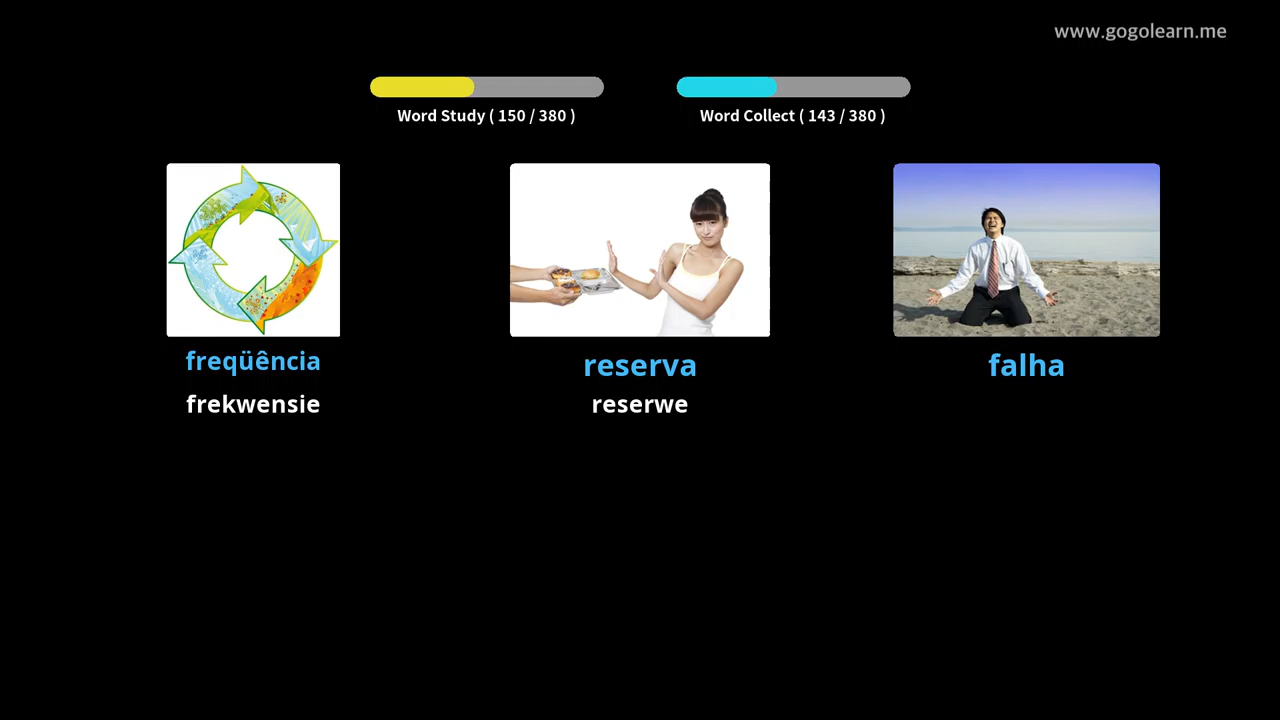 www.gogolearn.me
Word Study ( 150 / 380 )
Word Collect ( 143 / 380 )
freqüência
reserva
falha
frekwensie
reserwe